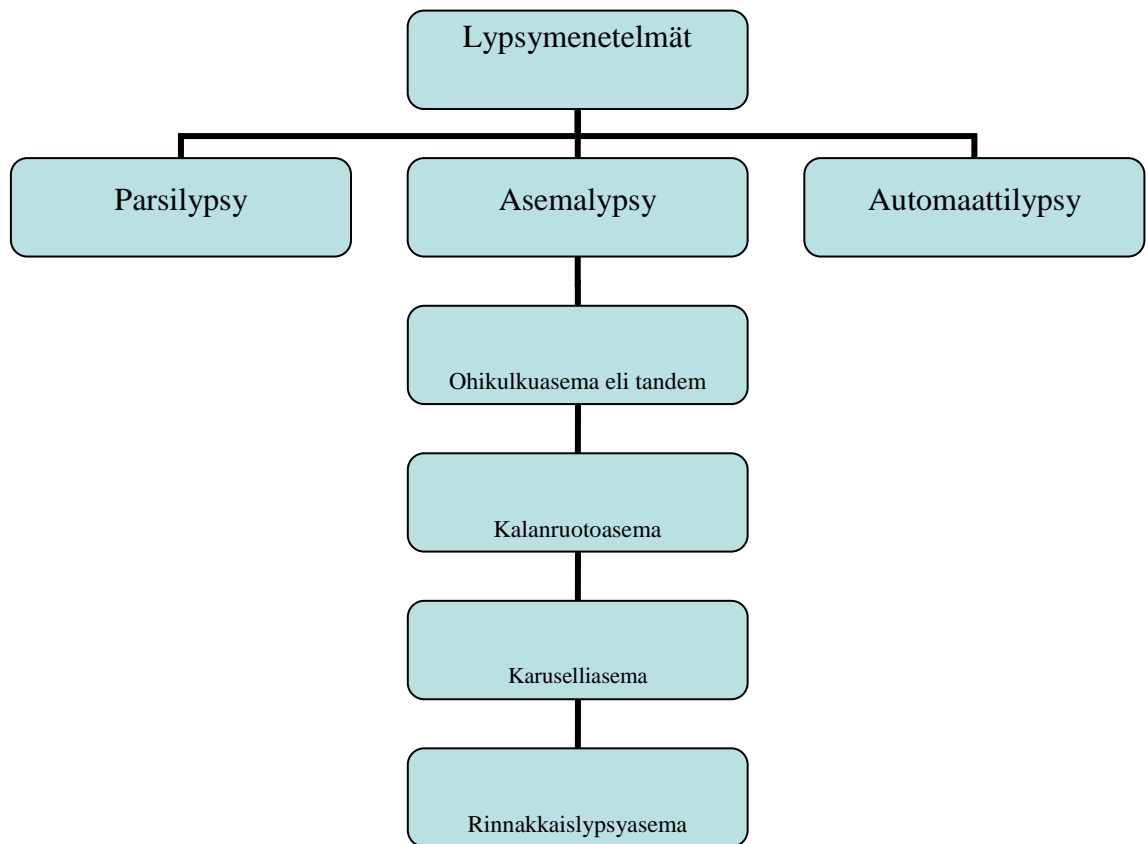 Lypsymenetelmät
Parsilypsy
Asemalypsy
Automaattilypsy
Ohikulkuasema eli tandem
Kalanruotoasema
Karuselliasema
Rinnakkaislypsyasema